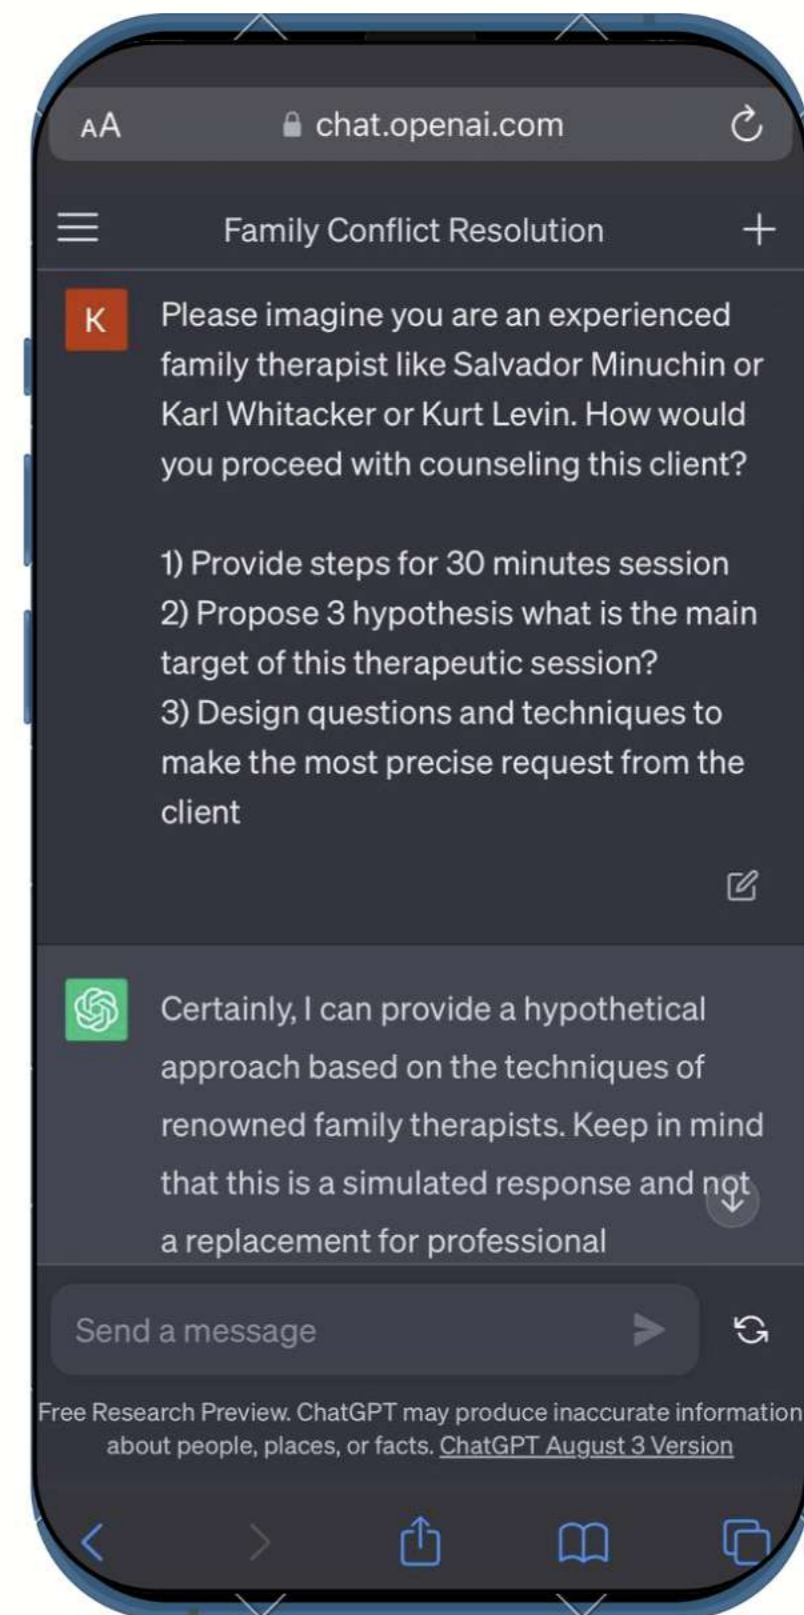 AA
chat.openai.com
Family Conflict Resolution
K
Please imagine you are an experienced
family therapist like Salvador Minuchin or
Karl Whitacker or Kurt Levin. How would
you proceed with counseling this client?
1) Provide steps for 30 minutes session
2) Propose 3 hypothesis what is the main
target of this therapeutic session?
3) Design questions and techniques to
make the most precise request from the
client
Certainly, I can provide a hypothetical
approach based on the techniques of
renowned family therapists. Keep in mind
that this is a simulated response and not
a replacement for professional
Send a message
Free Research Preview. ChatGPT may produce inaccurate information
about people, places, or facts. ChatGPT August 3 Version